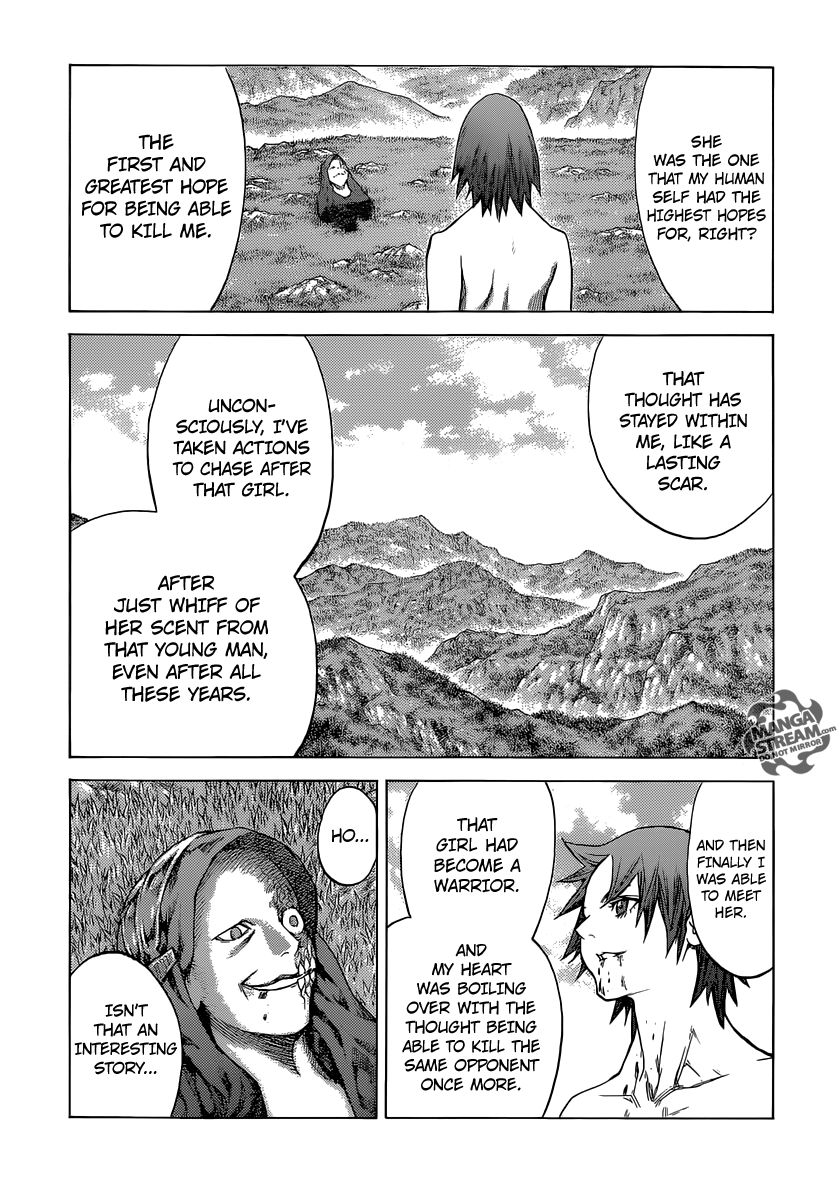 SHE
WAS THE ONE
THAT MY HUMAN
SELF HAD THE
HIGHEST HOPES
FOR, RIGHT?
THE
FIRST AND
GREATEST HOPE
FOR BEING ABLE
TO KILL ME.
THAT
THOUGHT HAS
STAYED WITHIN
ME, LIKE A
LASTING
SCAR.
UNCON-
SCIOUSLY, I'VE
TAKEN ACTIONS
TO CHASE AFTER
THAT GIRL.
AFTER
JUST WHIFF OF
HER SCENT FROM
THAT YOUNG MAN,
EVEN AFTER ALL
THESE YEARS.
MANGA
STREAM.com
DO NOT MIRROR
AND THEN
FINALLY I
WAS ABLE
TO MEET
HER.
THAT
GIRL HAD
BECOME A
WARRIOR.
AND
MY HEART
WAS BOILING
OVER WITH THE
THOUGHT BEING
ABLE TO KILL THE
SAME OPPONENT
ONCE MORE.
HO...
ISN'T
THAT AN
INTERESTING
STORY...